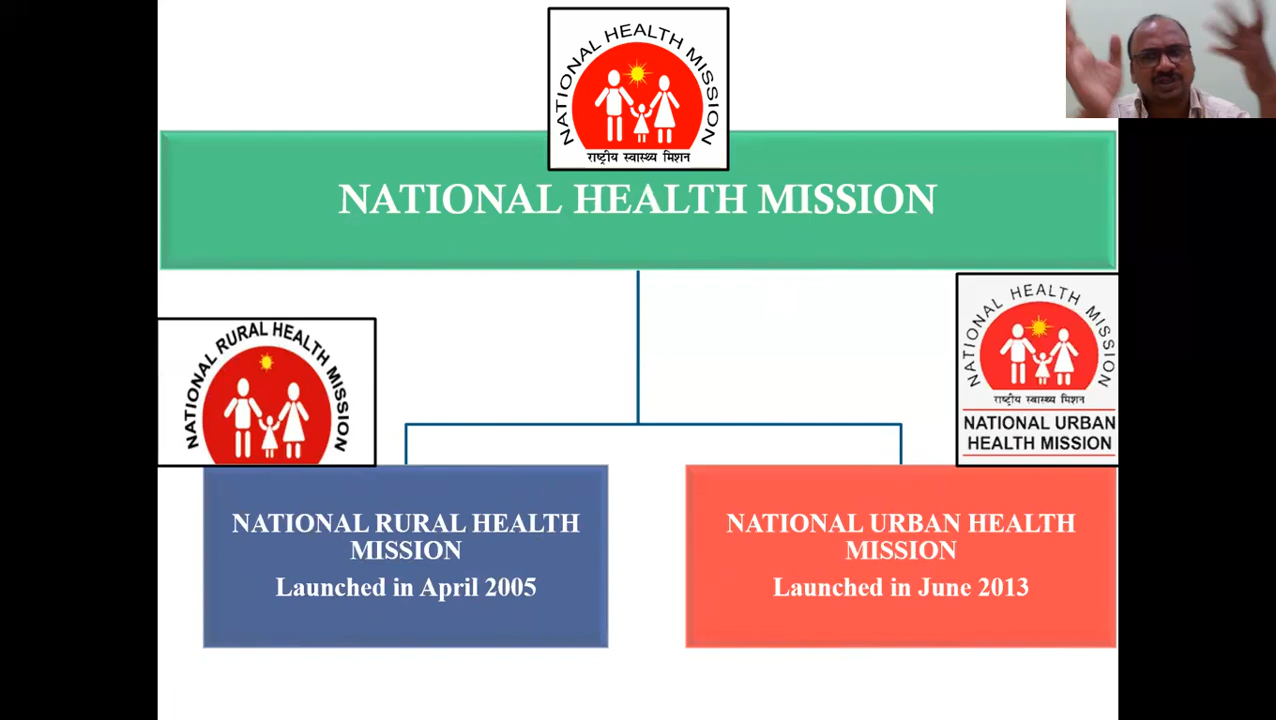 NATIONAL HEALTH MISSION
राष्ट्रीय स्वास्थ्य मिशन
NATIONAL HEALTH MISSION
NATIONAL RURAL HEALTH MISSION
NATIONAL HEALTH MISSION
राष्ट्रीय स्वास्थ्य मिशन
NATIONAL URBAN
HEALTH MISSION
NATIONAL RURAL HEALTH
MISSION
Launched in April 2005
NATIONAL URBAN HEALTH
MISSION
Launched in June 2013